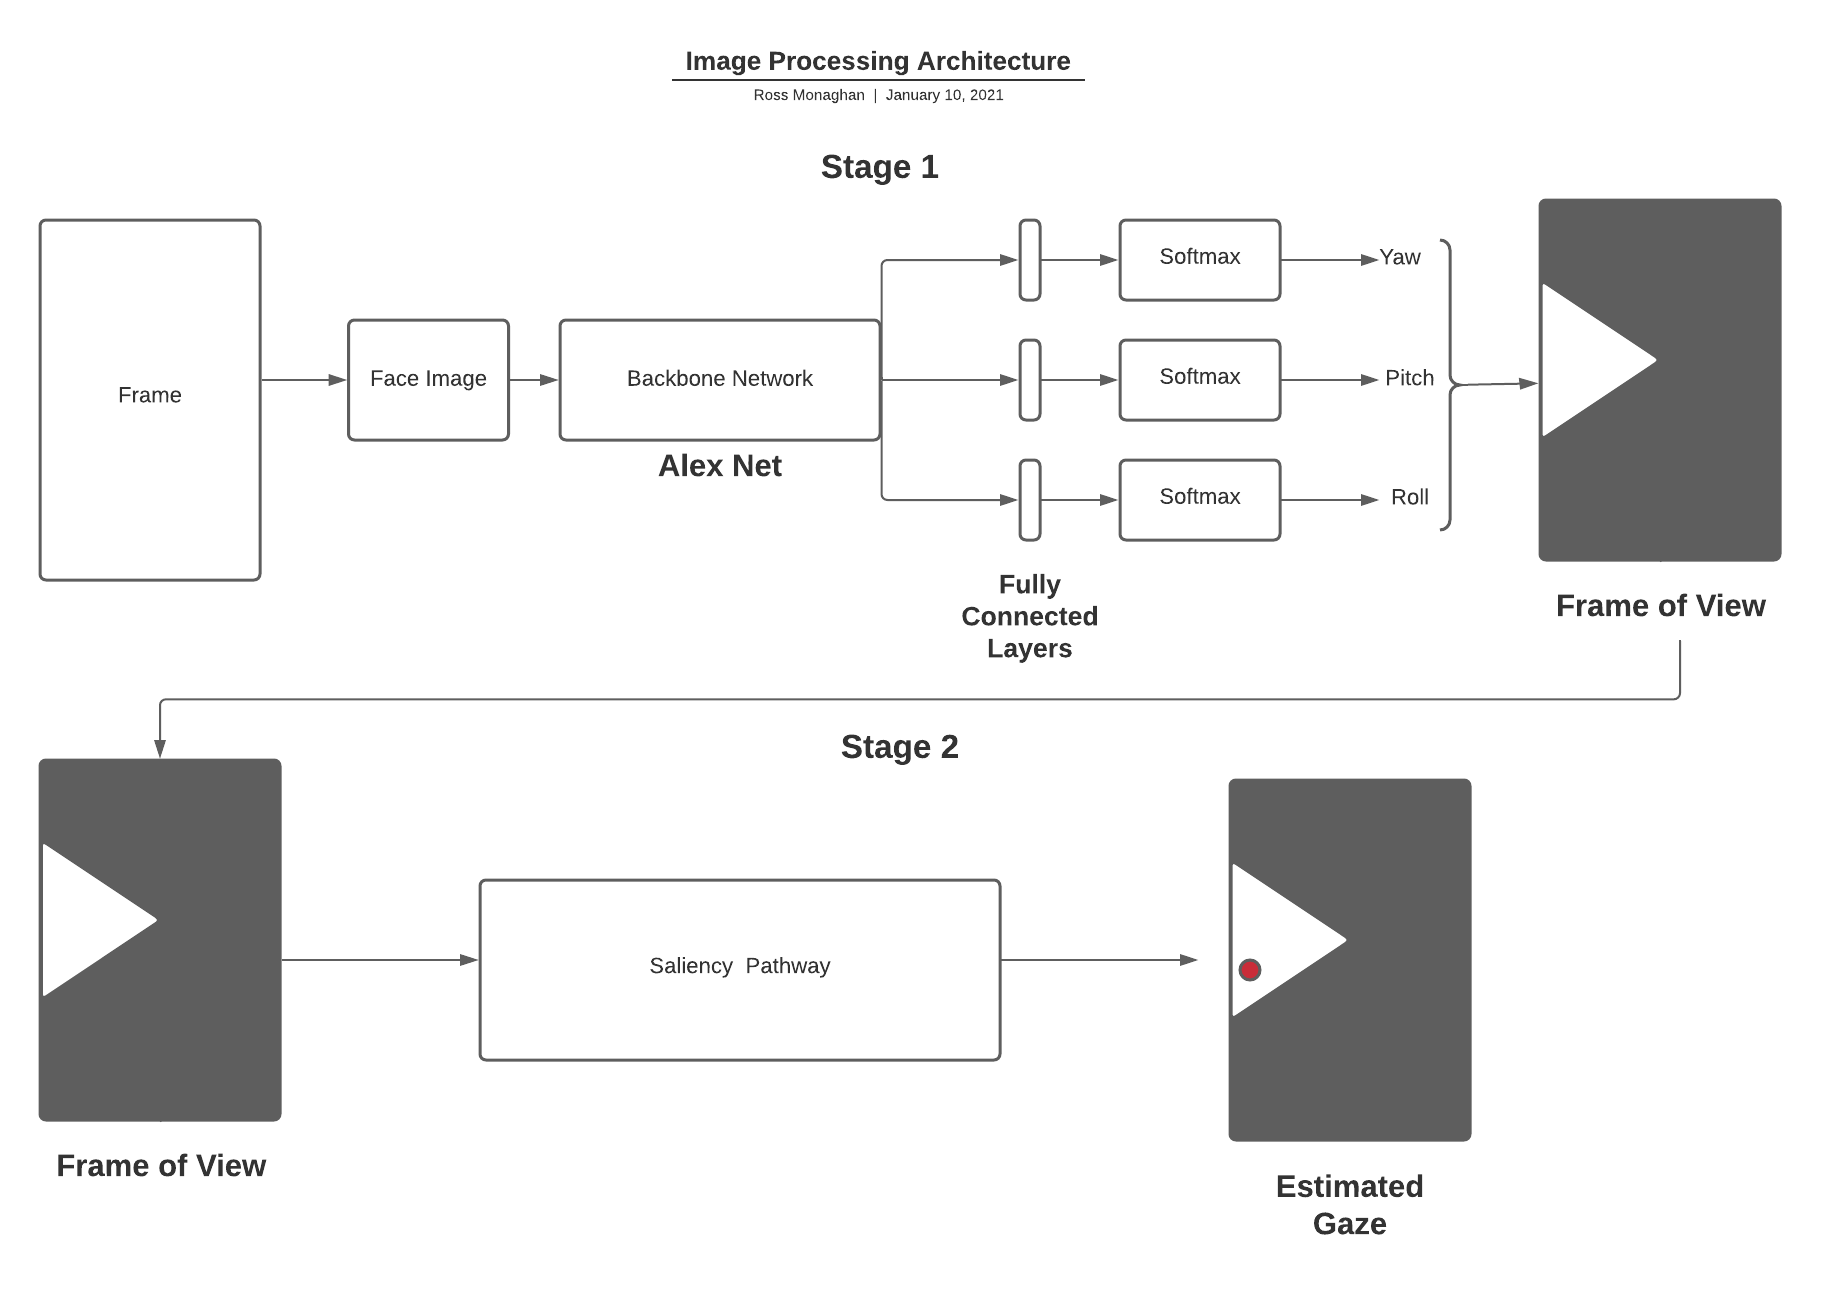 Image Processing Architecture
Ross Monaghan | January 10, 2021
Stage 1
Frame
Face Image
Backbone Network
Alex Net
Softmax
Yaw
Softmax
Pitch
Softmax
Roll
Fully
Connected
Layers
Frame of View
Stage 2
Frame of View
Saliency Pathway
Estimated
Gaze